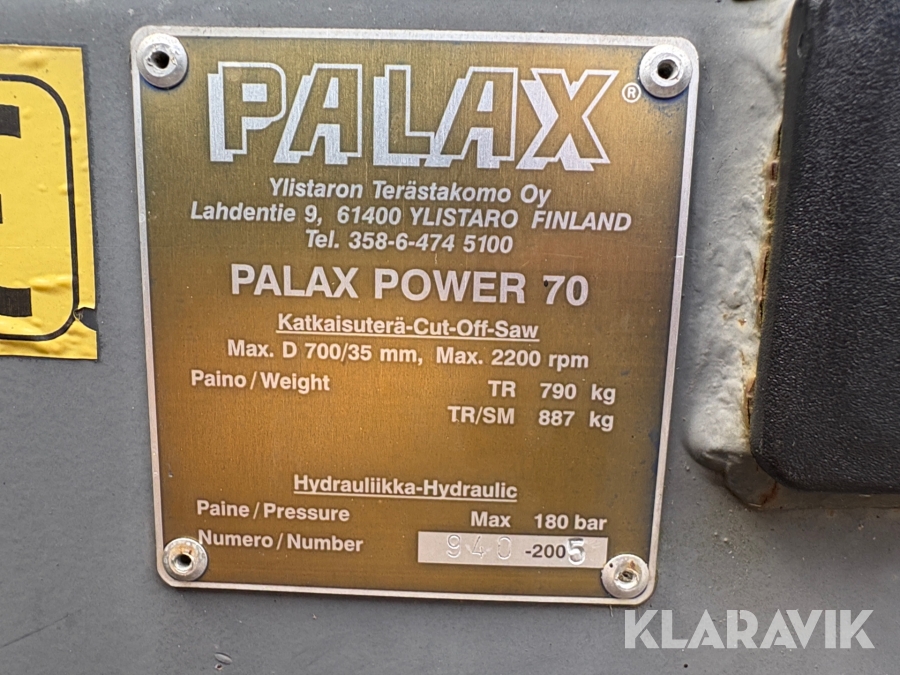 PALAX®
Ylistaron Terästakomo Oy
Lahdentie 9, 61400 YLISTARO FINLAND
Tel. 358-6-474 5100
PALAX POWER 70
Katkaisuterä-Cut-Off-Saw
Max. D 700/35 mm, Max. 2200 rpm
Paino/Weight TR 790 kg
TR/SM 887 kg
Hydrauliikka-Hydraulic
Paine/Pressure Max 180 bar
Numero/Number 940-2005
KLARAVIK